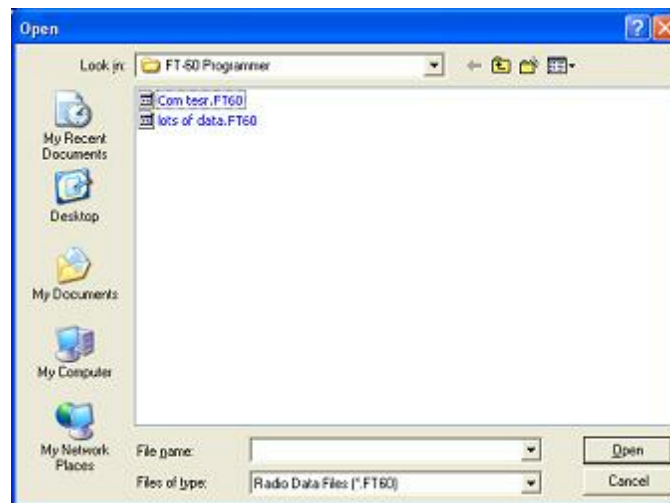 Open
Look in: FT-60 Programmer
Com tesr.FT60
lots of data.FT60
My Recent
Documents
Desktop
My Documents
My Computer
My Network
Places
File name:
Open
Files of type: Radio Data Files (*.FT60)
Cancel